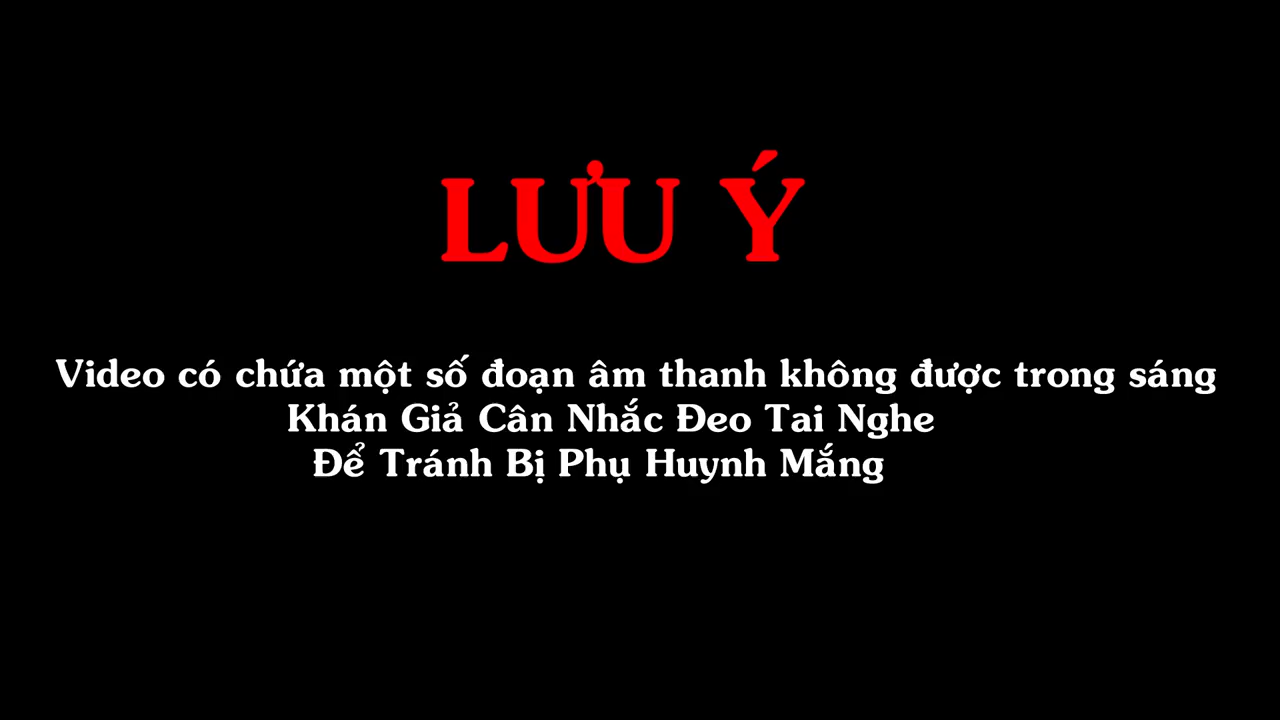 LƯU Ý
Video có chứa một số đoạn âm thanh không được trong sáng
Khán Giả Cân Nhắc Đeo Tai Nghe
Để Tránh Bị Phụ Huynh Mắng